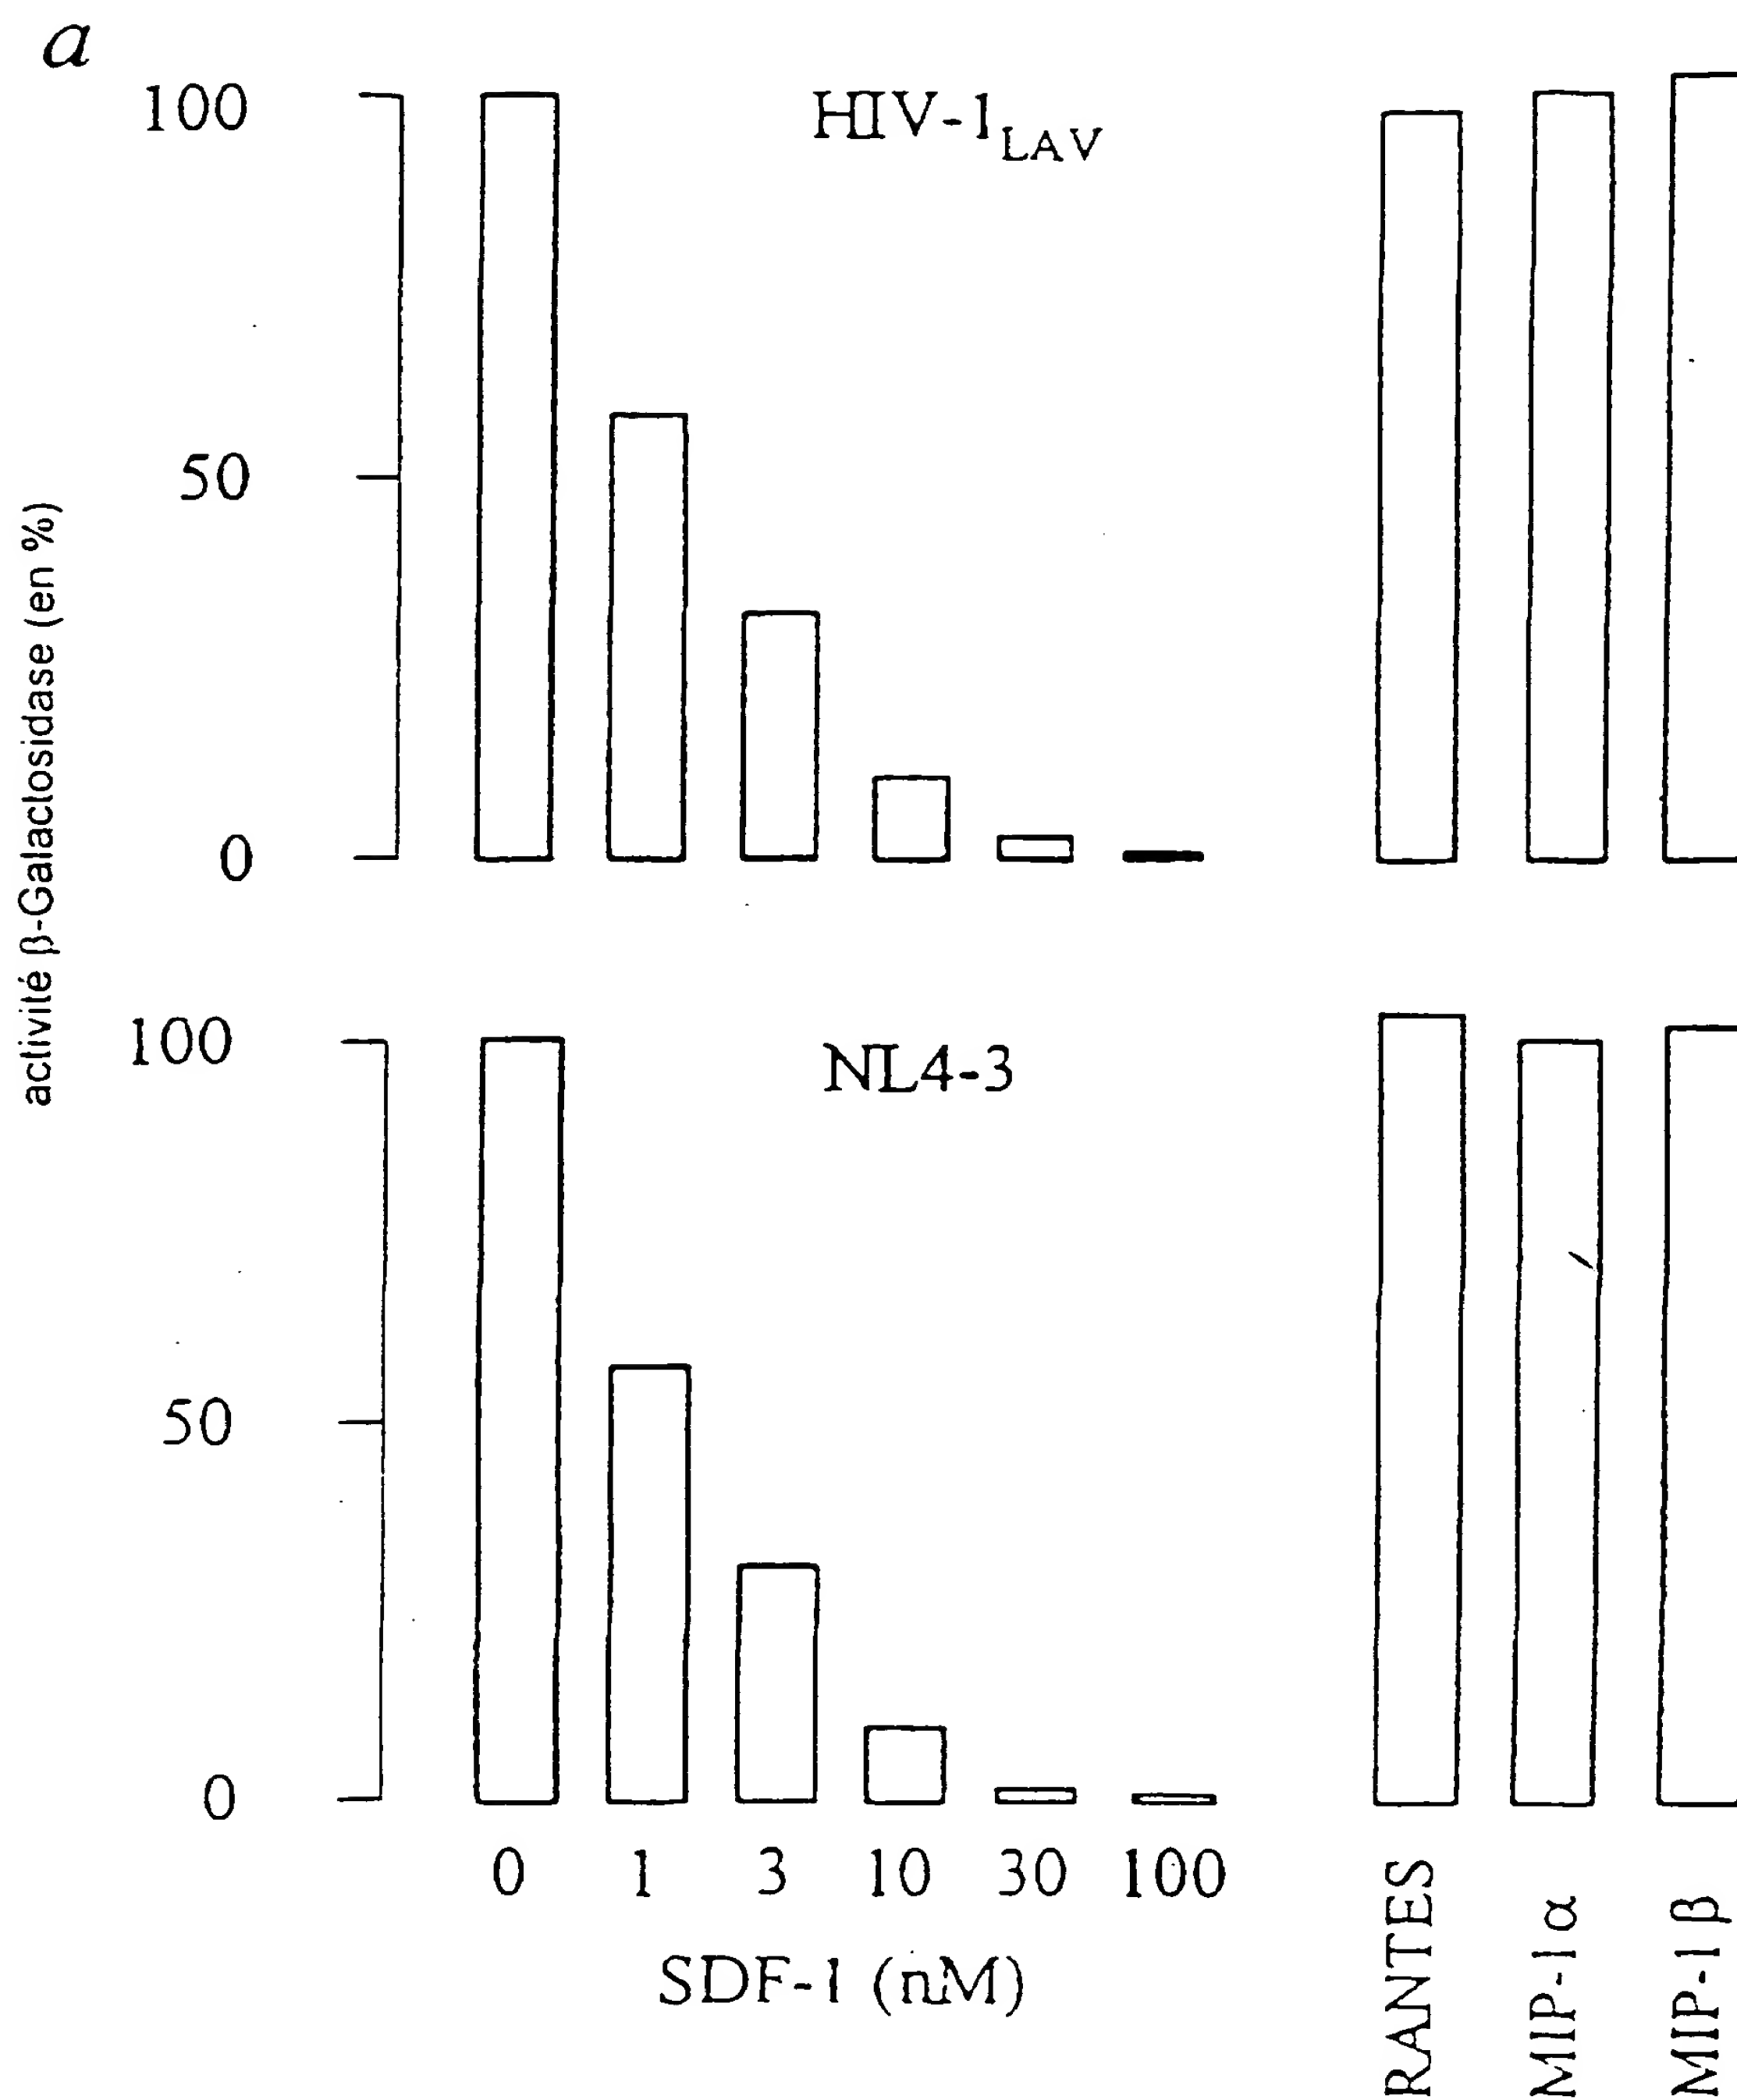 a
activité β-Galactosidase (en %)
HIV-1LAV
100
50
0
NL4-3
100
50
0
0 1 3 10 30 100
SDF-1 (nM)
RANTES
MIP-1α
MIP-1β